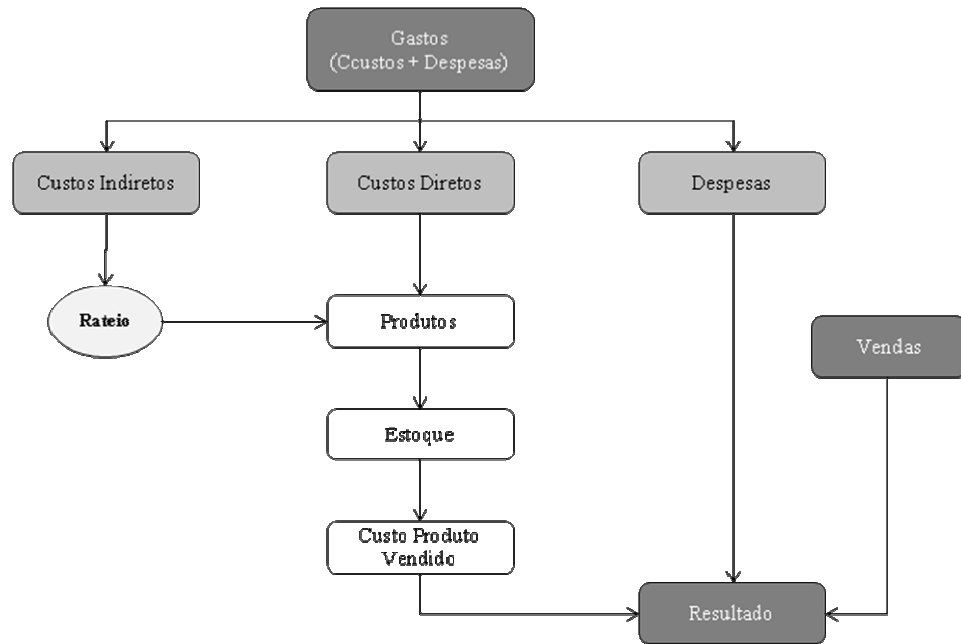 Gastos
(Ccustos + Despesas)
Custos Indiretos
Custos Diretos
Despesas
Rateio
Produtos
Vendas
Estoque
Custo Produto
Vendido
Resultado